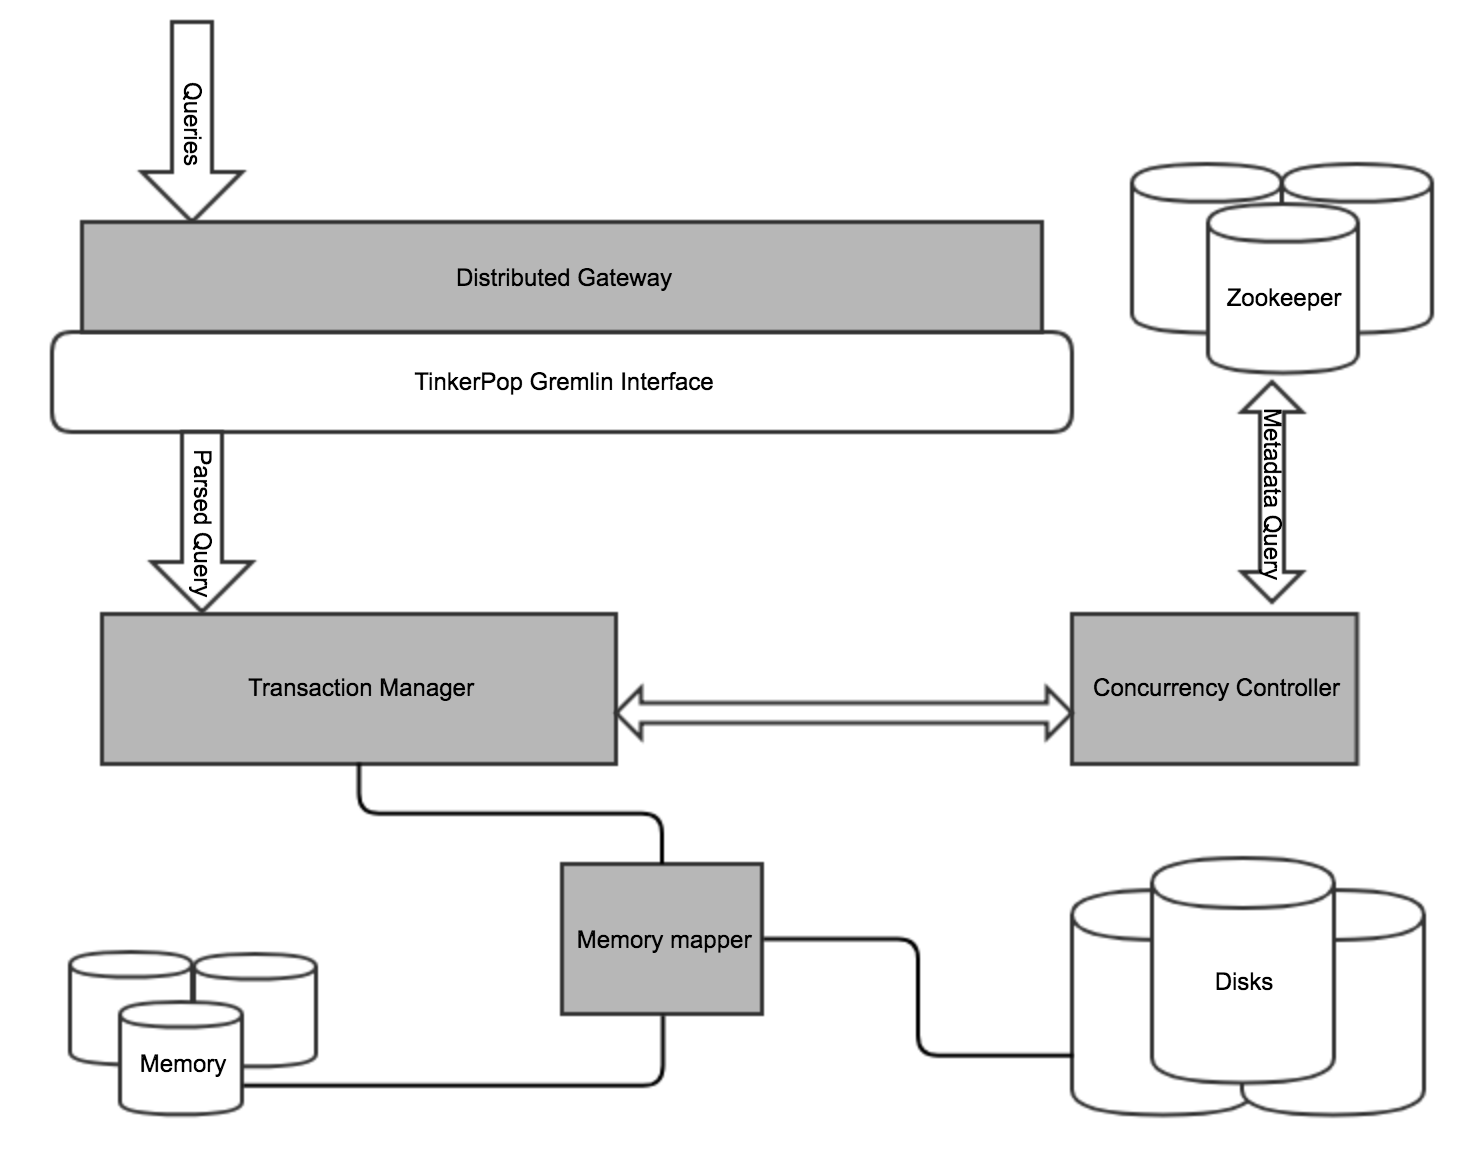 Queries
Distributed Gateway
Zookeeper
TinkerPop Gremlin Interface
Parsed Query
Metadata Query
Transaction Manager
Concurrency Controller
Memory mapper
Disks
Memory